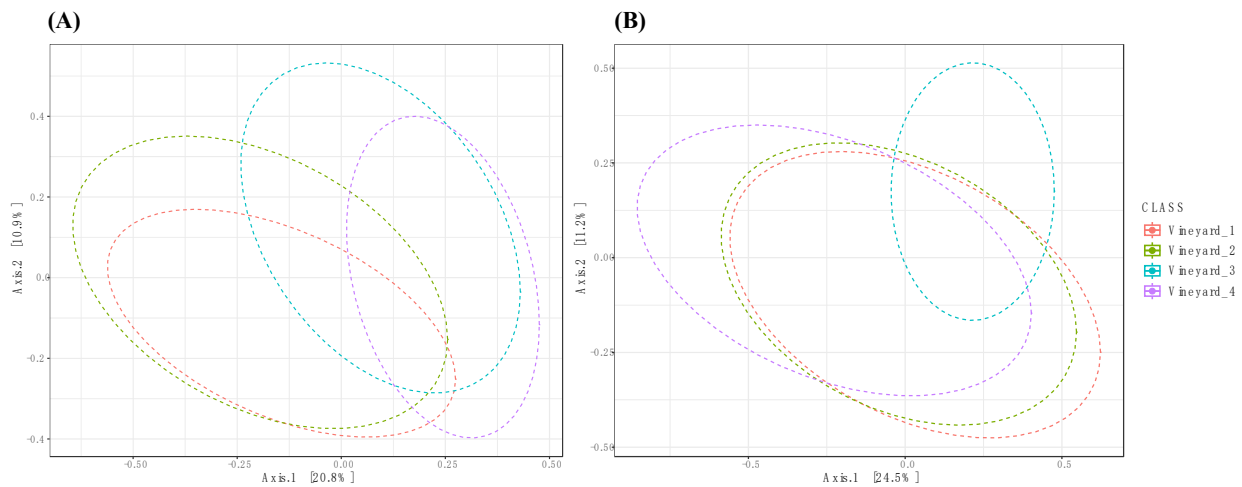 (A)
(B)
0.4
0.2
0.0
-0.2
-0.4
Axis.2 [10.9%]
-0.50
-0.25
0.00
0.25
0.50
Axis.1 [20.8%]
0.50
0.25
0.00
-0.25
-0.50
Axis.2 [11.2%]
-0.5
0.0
0.5
Axis.1 [24.5%]
CLASS
Vineyard_1
Vineyard_2
Vineyard_3
Vineyard_4